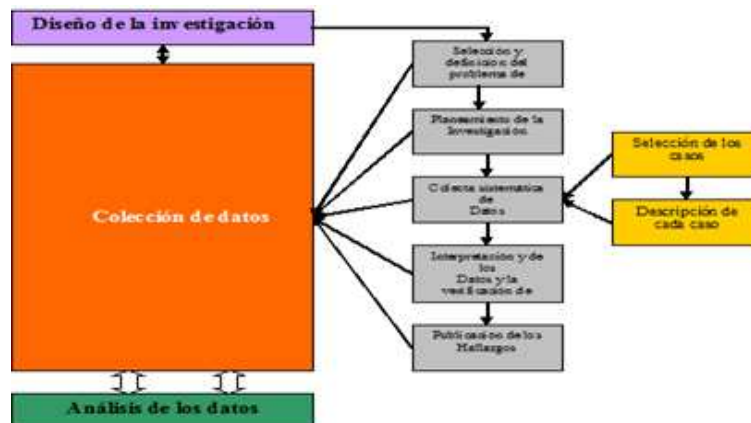 Diseño de la investigación
Selección y
definición del
problema de
Planeamiento de la
Investigación
Selección de los
casos
Colección de datos
Colecta sistemática
de
Datos
Descripción de
cada caso
Interpretación y de
los
Datos y la
verificación de
Publicación de los
Hallazgos
Análisis de los datos